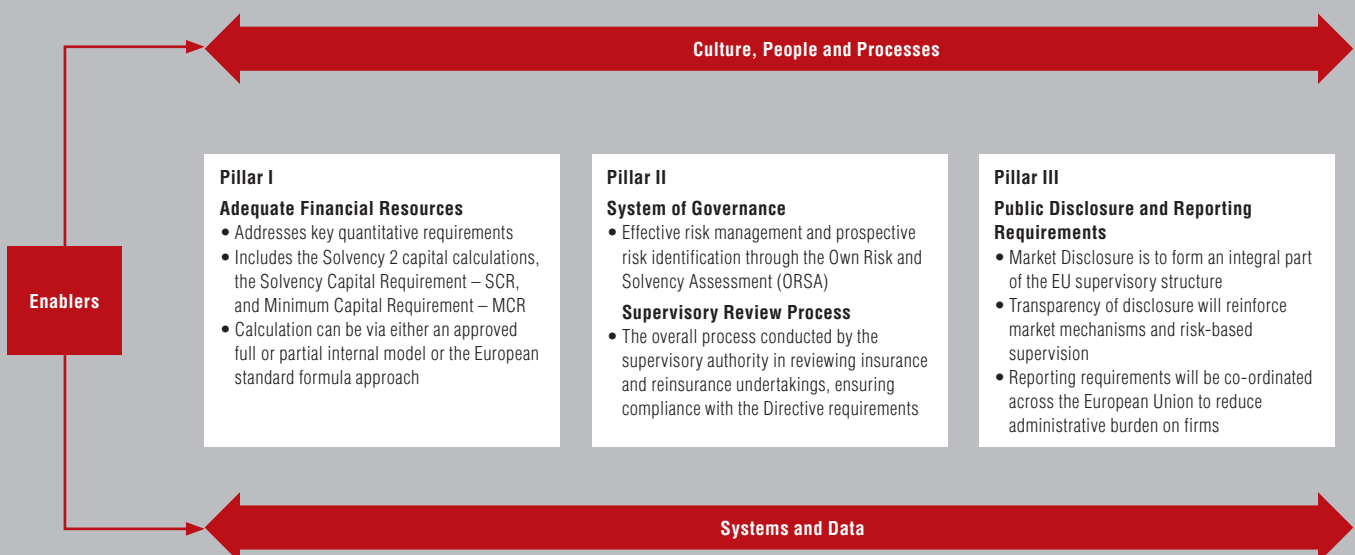 Culture, People and Processes
Enablers
Pillar I
Adequate Financial Resources
• Addresses key quantitative requirements
• Includes the Solvency 2 capital calculations,
the Solvency Capital Requirement – SCR,
and Minimum Capital Requirement – MCR
• Calculation can be via either an approved
full or partial internal model or the European
standard formula approach
Pillar II
System of Governance
• Effective risk management and prospective
risk identification through the Own Risk and
Solvency Assessment (ORSA)
Supervisory Review Process
• The overall process conducted by the
supervisory authority in reviewing insurance
and reinsurance undertakings, ensuring
compliance with the Directive requirements
Pillar III
Public Disclosure and Reporting
Requirements
• Market Disclosure is to form an integral part
of the EU supervisory structure
• Transparency of disclosure will reinforce
market mechanisms and risk-based
supervision
• Reporting requirements will be co-ordinated
across the European Union to reduce
administrative burden on firms
Systems and Data